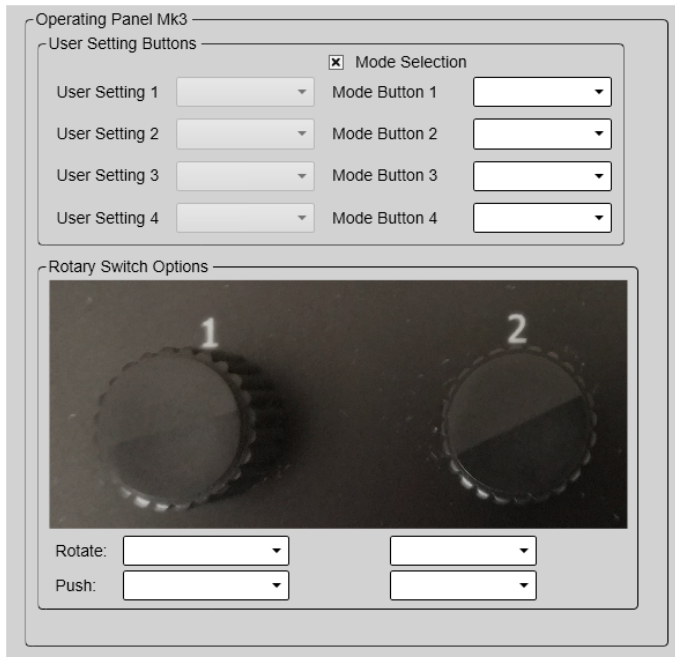 Operating Panel Mk3
User Setting Buttons
Mode Selection
User Setting 1 Mode Button 1
User Setting 2 Mode Button 2
User Setting 3 Mode Button 3
User Setting 4 Mode Button 4
Rotary Switch Options
1 2
Rotate:
Push: